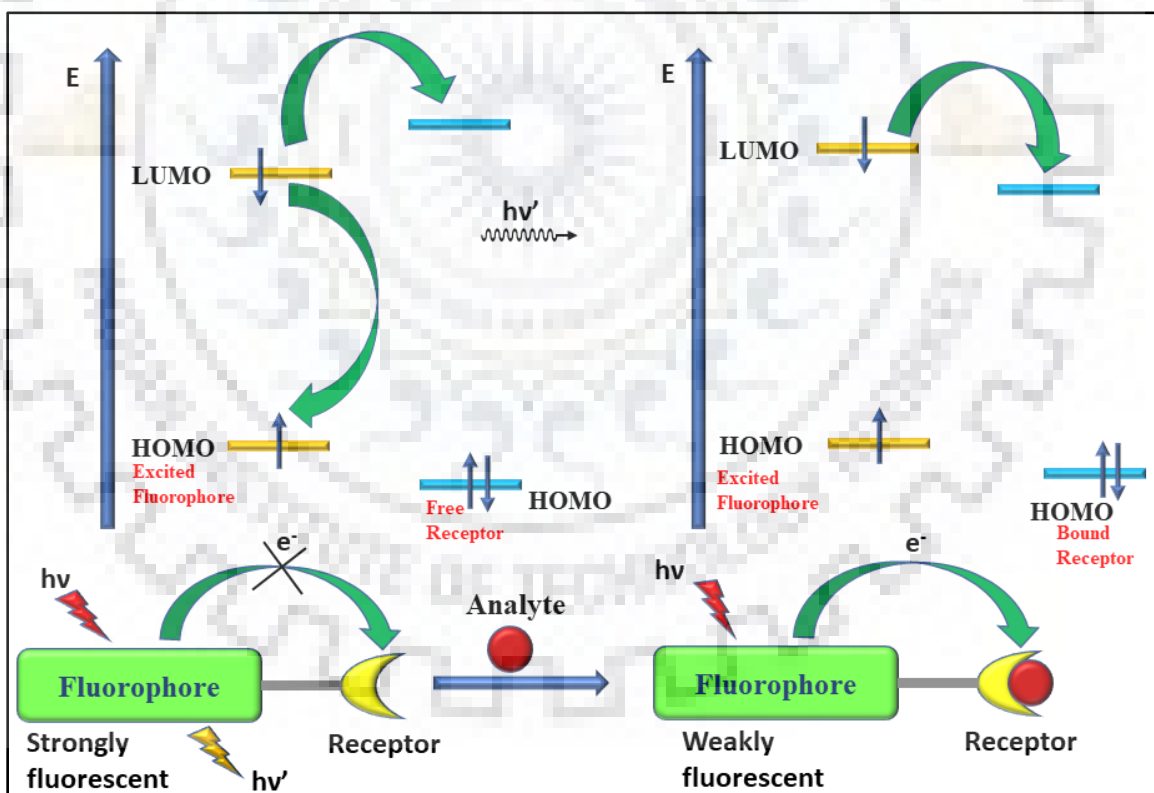 E
LUMO
hν'
HOMO
Excited
Fluorophore
Free
Receptor
HOMO
E
LUMO
HOMO
Excited
Fluorophore
HOMO
Bound
Receptor
hν
e-
Fluorophore
Strongly
fluorescent
hν'
Receptor
Analyte
hν
e-
Fluorophore
Weakly
fluorescent
Receptor